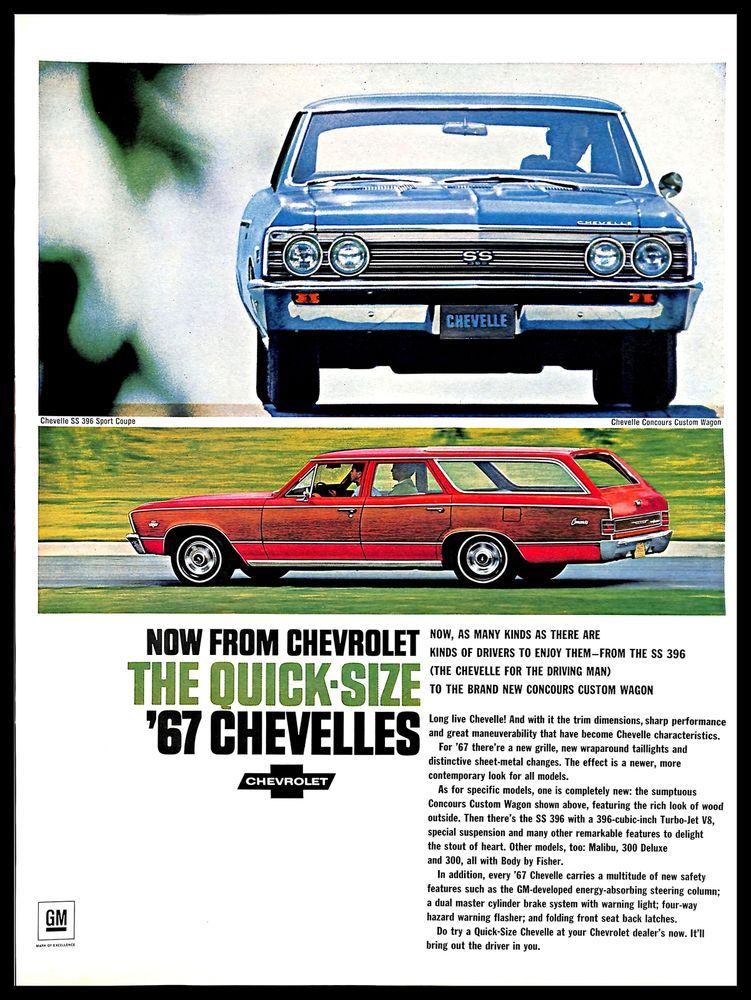 CHEVELLE
SS
396
CHEVELLE
Chevelle SS 396 Sport Coupe
Chevelle Concours Custom Wagon
Concours
NOW FROM CHEVROLET
THE QUICK-SIZE
'67 CHEVELLES
CHEVROLET
NOW, AS MANY KINDS AS THERE ARE
KINDS OF DRIVERS TO ENJOY THEM—FROM THE SS 396
(THE CHEVELLE FOR THE DRIVING MAN)
TO THE BRAND NEW CONCOURS CUSTOM WAGON
Long live Chevelle! And with it the trim dimensions, sharp performance
and great maneuverability that have become Chevelle characteristics.
For '67 there're a new grille, new wraparound taillights and
distinctive sheet-metal changes. The effect is a newer, more
contemporary look for all models.
As for specific models, one is completely new: the sumptuous
Concours Custom Wagon shown above, featuring the rich look of wood
outside. Then there's the SS 396 with a 396-cubic-inch Turbo-Jet V8,
special suspension and many other remarkable features to delight
the stout of heart. Other models, too: Malibu, 300 Deluxe
and 300, all with Body by Fisher.
In addition, every '67 Chevelle carries a multitude of new safety
features such as the GM-developed energy-absorbing steering column;
a dual master cylinder brake system with warning light; four-way
hazard warning flasher; and folding front seat back latches.
Do try a Quick-Size Chevelle at your Chevrolet dealer's now. It'll
bring out the driver in you.
GM
MARK OF EXCELLENCE